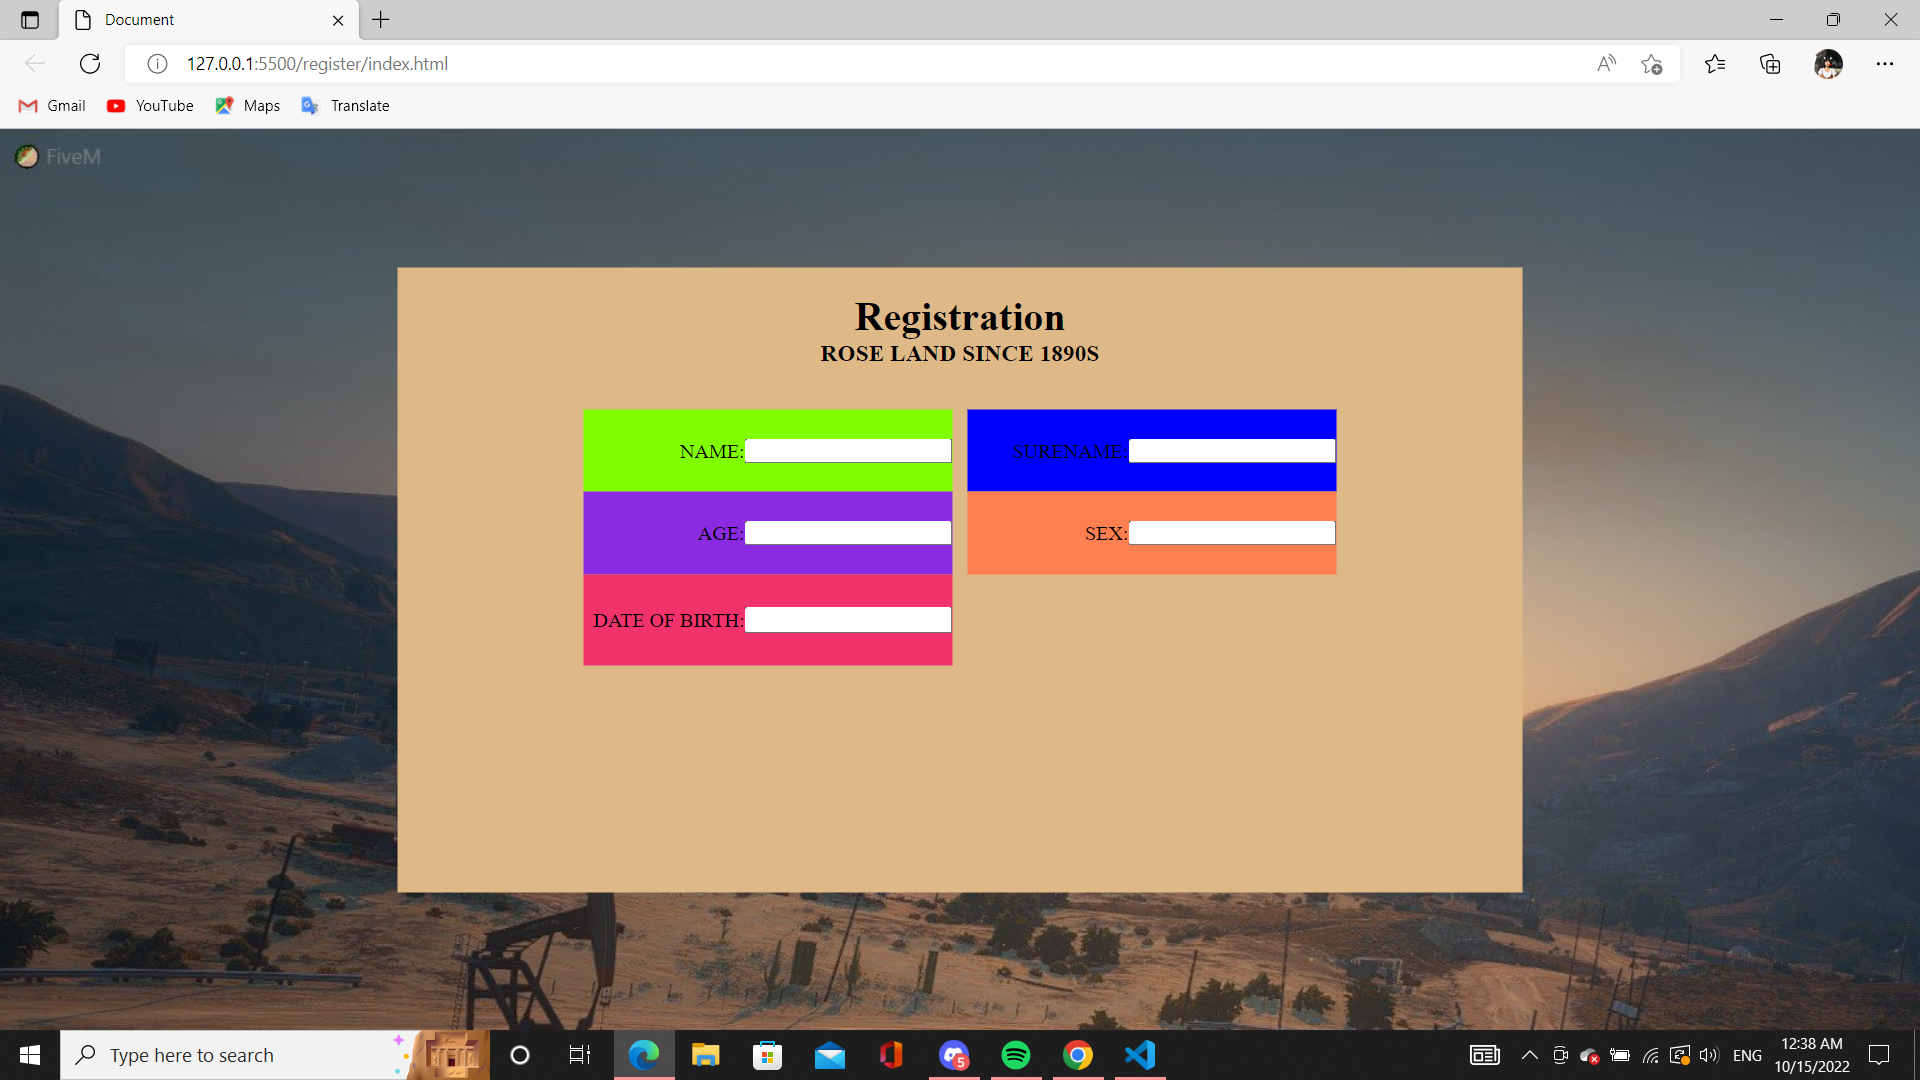 Document
127.0.0.1:5500/register/index.html
Gmail YouTube Maps Translate
FiveM
Registration
ROSE LAND SINCE 1890S
NAME: SURENAME:
AGE: SEX:
DATE OF BIRTH:
Type here to search
5
ENG
12:38 AM
10/15/2022